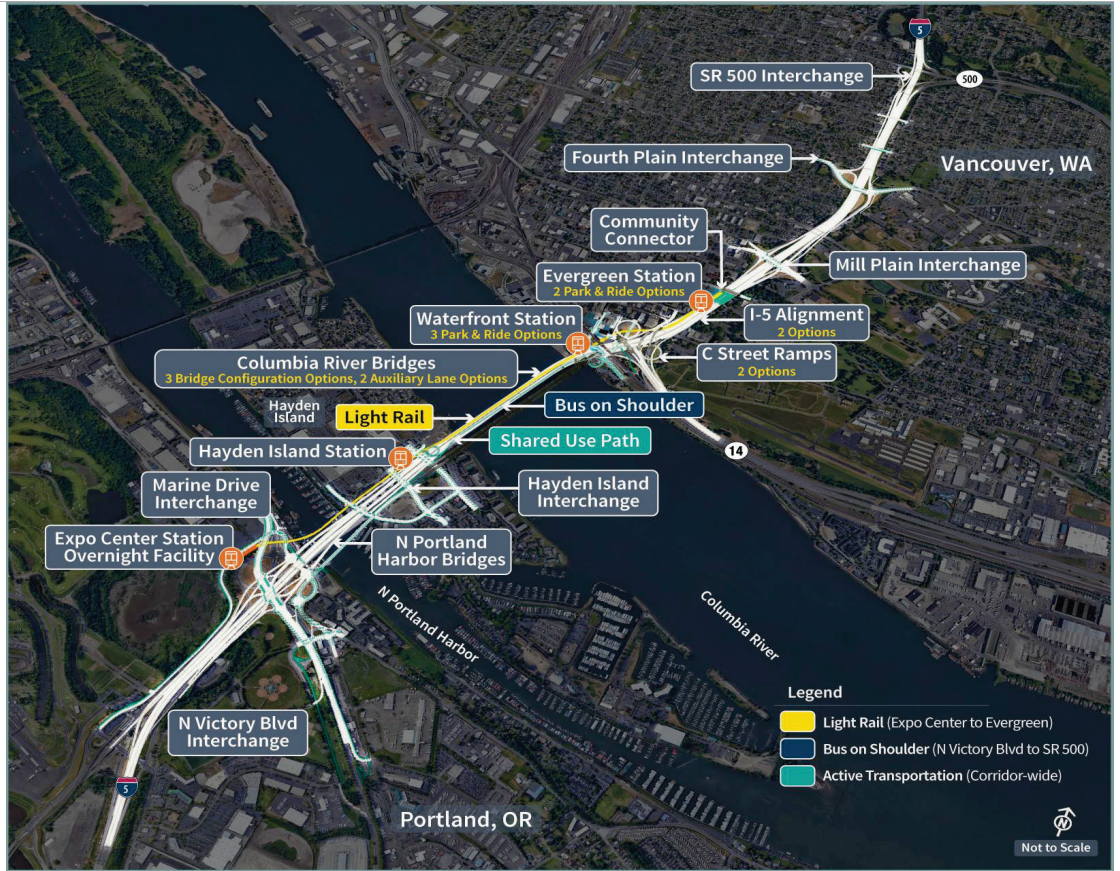 5
SR 500 Interchange
500
Fourth Plain Interchange
Vancouver, WA
Community
Connector
Mill Plain Interchange
Evergreen Station
2 Park & Ride Options
I-5 Alignment
2 Options
Waterfront Station
3 Park & Ride Options
C Street Ramps
2 Options
Columbia River Bridges
3 Bridge Configuration Options, 2 Auxiliary Lane Options
Hayden
Island
Light Rail
Bus on Shoulder
Shared Use Path
14
Hayden Island Station
Marine Drive
Interchange
Hayden Island
Interchange
Expo Center Station
Overnight Facility
N Portland
Harbor Bridges
N Portland Harbor
Columbia River
N Victory Blvd
Interchange
5
Portland, OR
Legend
Light Rail (Expo Center to Evergreen)
Bus on Shoulder (N Victory Blvd to SR 500)
Active Transportation (Corridor-wide)
N
Not to Scale